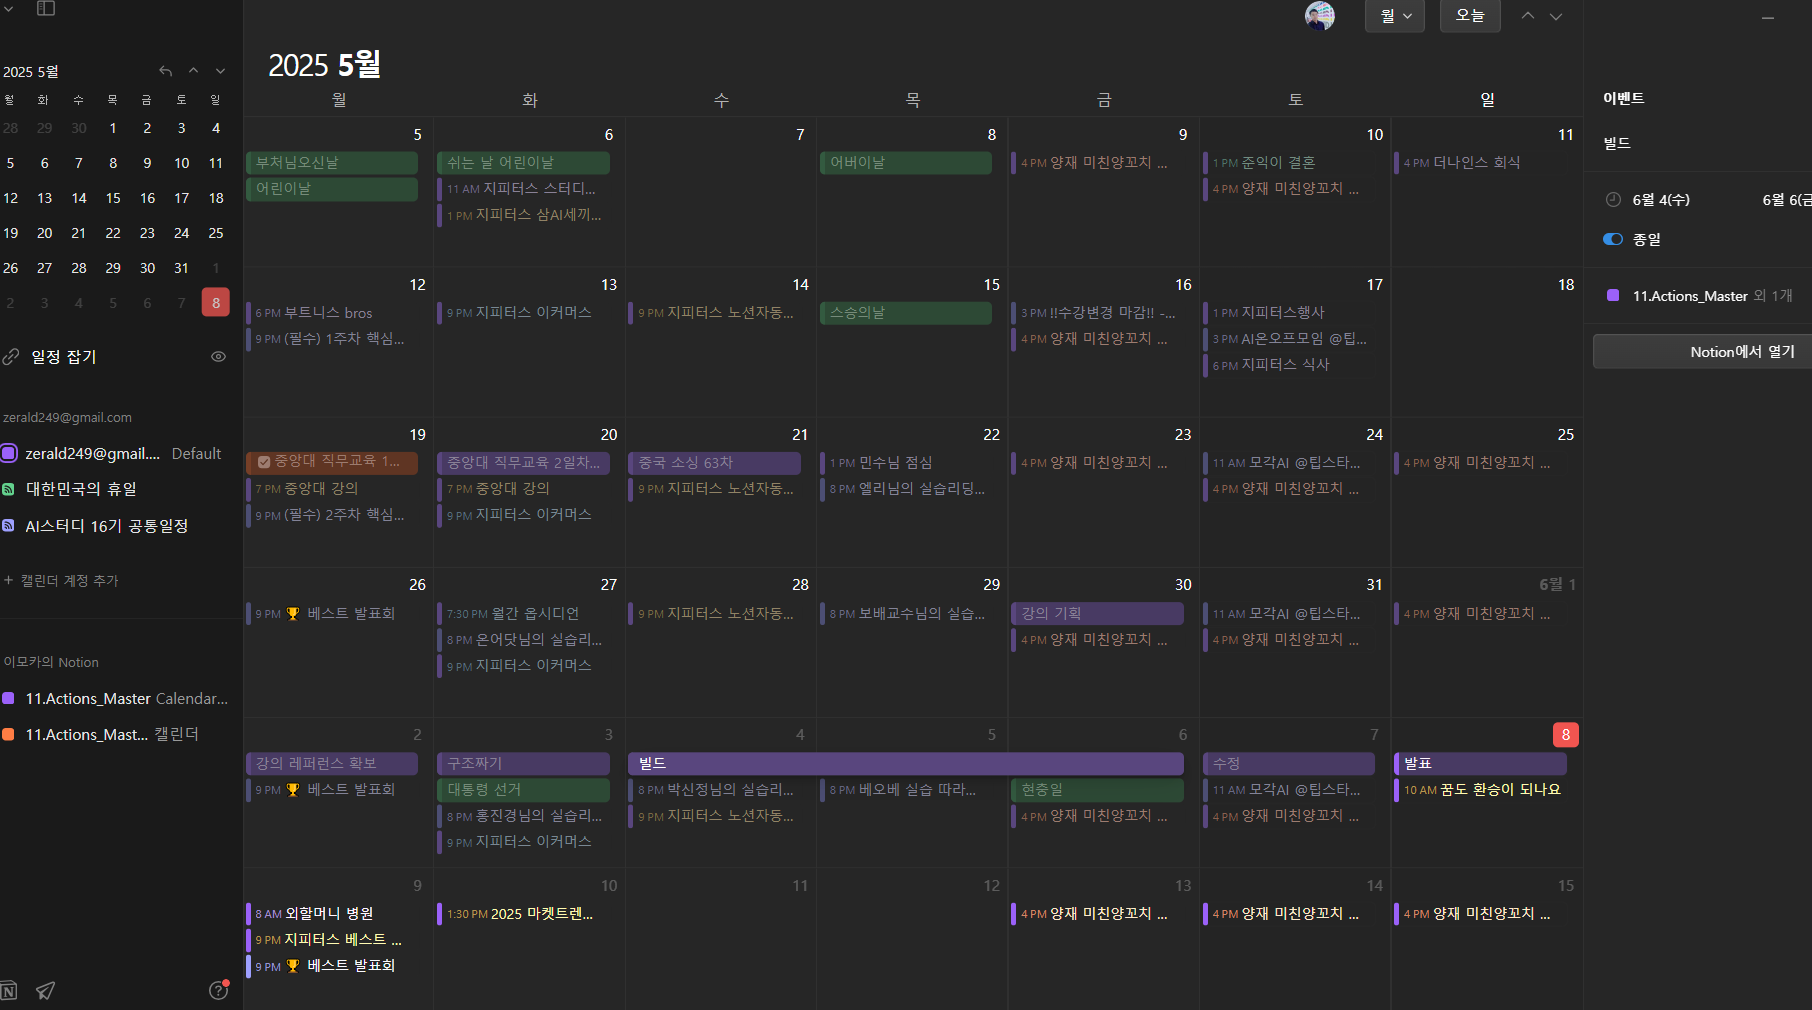 2025 5월
월 화 수 목 금 토 일
28 29 30 1 2 3 4
5 6 7 8 9 10 11
12 13 14 15 16 17 18
19 20 21 22 23 24 25
26 27 28 29 30 31 1
2 3 4 5 6 7 8
일정 잡기
zerald249@gmail.com
zerald249@gmail.... Default
대한민국의 휴일
AI스터디 16기 공통일정
+ 캘린더 계정 추가
이모카의 Notion
11.Actions_Master Calendar...
11.Actions_Mast... 캘린더
월
오늘
2025 5월
월 화 수 목 금 토 일
5
부처님오신날
어린이날
6
쉬는 날 어린이날
11 AM 지피터스 스터디...
1 PM 지피터스 삼AI세끼...
7
8
어버이날
9
4 PM 양재 미친양꼬치 ...
10
1 PM 준익이 결혼
4 PM 양재 미친양꼬치 ...
11
4 PM 더나인스 회식
12
6 PM 부트니스 bros
9 PM (필수) 1주차 핵심...
13
9 PM 지피터스 이커머스
14
9 PM 지피터스 노션자동...
15
스승의날
16
3 PM !!수강변경 마감!! -...
4 PM 양재 미친양꼬치 ...
17
1 PM 지피터스행사
3 PM AI온오프모임 @팁...
6 PM 지피터스 식사
18
19
중앙대 직무교육 1...
7 PM 중앙대 강의
9 PM (필수) 2주차 핵심...
20
중앙대 직무교육 2일차...
7 PM 중앙대 강의
9 PM 지피터스 이커머스
21
중국 소싱 63차
9 PM 지피터스 노션자동...
22
1 PM 민수님 점심
8 PM 엘리님의 실습리딩...
23
4 PM 양재 미친양꼬치 ...
24
11 AM 모각AI @팁스타...
4 PM 양재 미친양꼬치 ...
25
4 PM 양재 미친양꼬치 ...
26
9 PM 🏆 베스트 발표회
27
7:30 PM 월간 옵시디언
8 PM 온어닷님의 실습리...
9 PM 지피터스 이커머스
28
9 PM 지피터스 노션자동...
29
8 PM 보배교수님의 실습...
30
강의 기획
4 PM 양재 미친양꼬치 ...
31
11 AM 모각AI @팁스타...
4 PM 양재 미친양꼬치 ...
6월 1
4 PM 양재 미친양꼬치 ...
2
강의 레퍼런스 확보
9 PM 🏆 베스트 발표회
3
구조짜기
대통령 선거
8 PM 홍진경님의 실습리...
9 PM 지피터스 이커머스
4
빌드
8 PM 박신정님의 실습리...
9 PM 지피터스 노션자동...
5
8 PM 베오베 실습 따라...
6
현충일
4 PM 양재 미친양꼬치 ...
7
수정
11 AM 모각AI @팁스타...
4 PM 양재 미친양꼬치 ...
8
발표
10 AM 꿈도 환승이 되나요
9
8 AM 외할머니 병원
9 PM 지피터스 베스트 ...
9 PM 🏆 베스트 발표회
10
1:30 PM 2025 마켓트렌...
11
12
13
4 PM 양재 미친양꼬치 ...
14
4 PM 양재 미친양꼬치 ...
15
4 PM 양재 미친양꼬치 ...
이벤트
빌드
6월 4(수) 6월 6(금
종일
11.Actions_Master 외 1개
Notion에서 열기